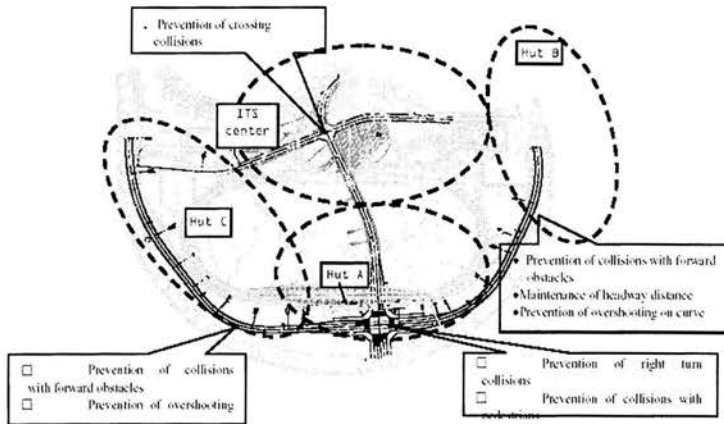 · Prevention of crossing
collisions
Hut B
ITS
center
Hut C
Hut A
• Prevention of collisions with forward
obstacles
●Maintenance of headway distance
●Prevention of overshooting on curve
□ Prevention of collisions
with forward obstacles
□ Prevention of overshooting
□ Prevention of right turn
collisions
□ Prevention of collisions with
pedestrians